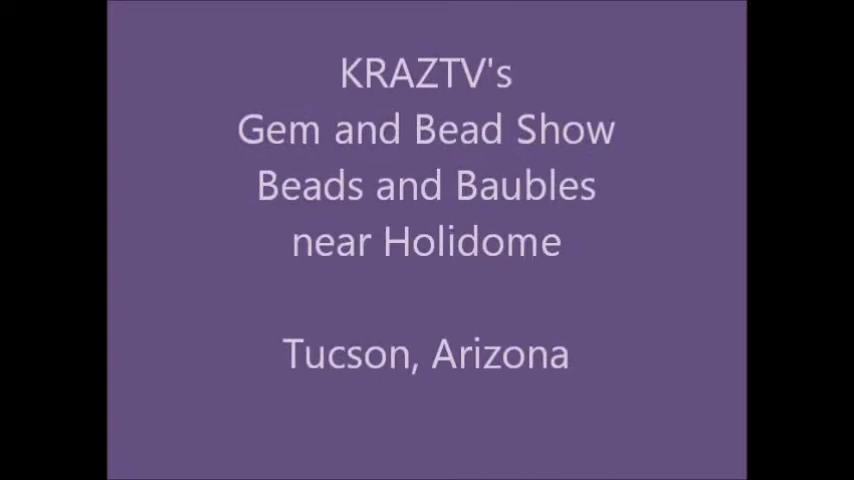 KRAZTV's
Gem and Bead Show
Beads and Baubles
near Holidome
Tucson, Arizona